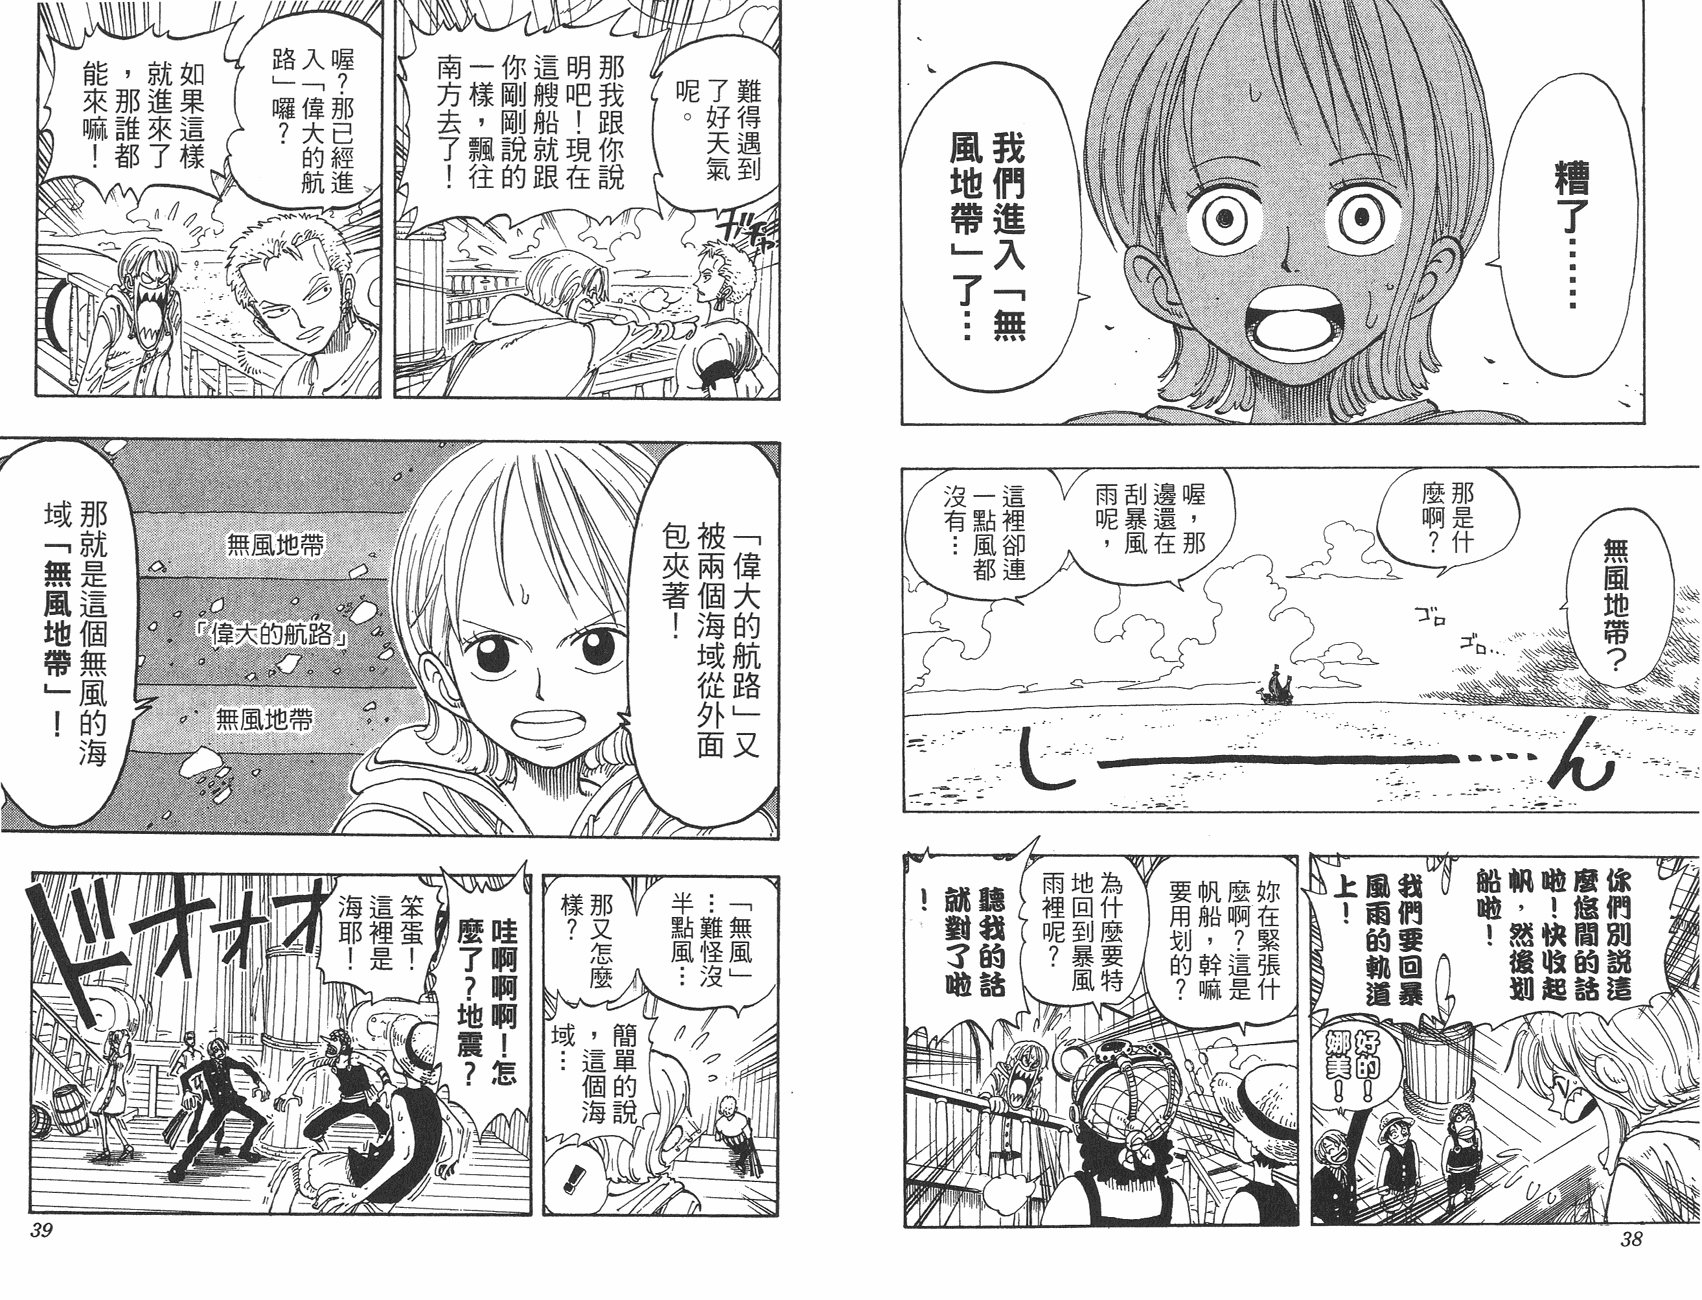 糟了⋯⋯
我們進入「無
風地帶」了…
無風地帶？
那是什
麼啊？
喔，那
邊還在
刮暴風
雨呢，
這裡卻連
一點風都
沒有…
ゴロ
ゴロ…
しーーー…ん
你們別說這
麼悠閒的話
啦！快收起
帆，然後划
船啦！
我們要回暴
風雨的軌道
上！
好的！
娜美！
妳在緊張什
麼啊？這是
帆船，幹嘛
要用划的？
為什麼要特
地回到暴風
雨裡呢？
聽我的話
就對了啦
！
38
難得遇到
了好天氣
呢。
那我跟你說
明吧！現在
這艘船就跟
你剛剛說的
一樣，飄往
南方去了！
ギャ
ギャ
喔？那已經進
入「偉大的航
路」囉？
如果這樣
就進來了
，那誰都
能來嘛！
「偉大的航路」又
被兩個海域從外面
包夾著！
無風地帶
「偉大的航路」
無風地帶
那就是這個無風的海
域「無風地帶」！
「無風」
…難怪沒
半點風…
那又怎麼
樣？
簡單的說
，這個海
域…
！
哇啊啊啊！怎
麼了？地震？
笨蛋！
這裡是
海耶！
ドオオオ
39